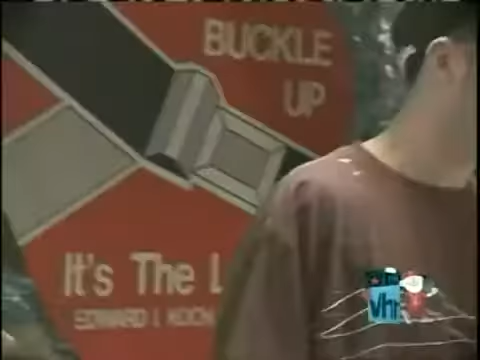 BUCKLE
UP
It's The L
EDWARD I. KOCH
vh1